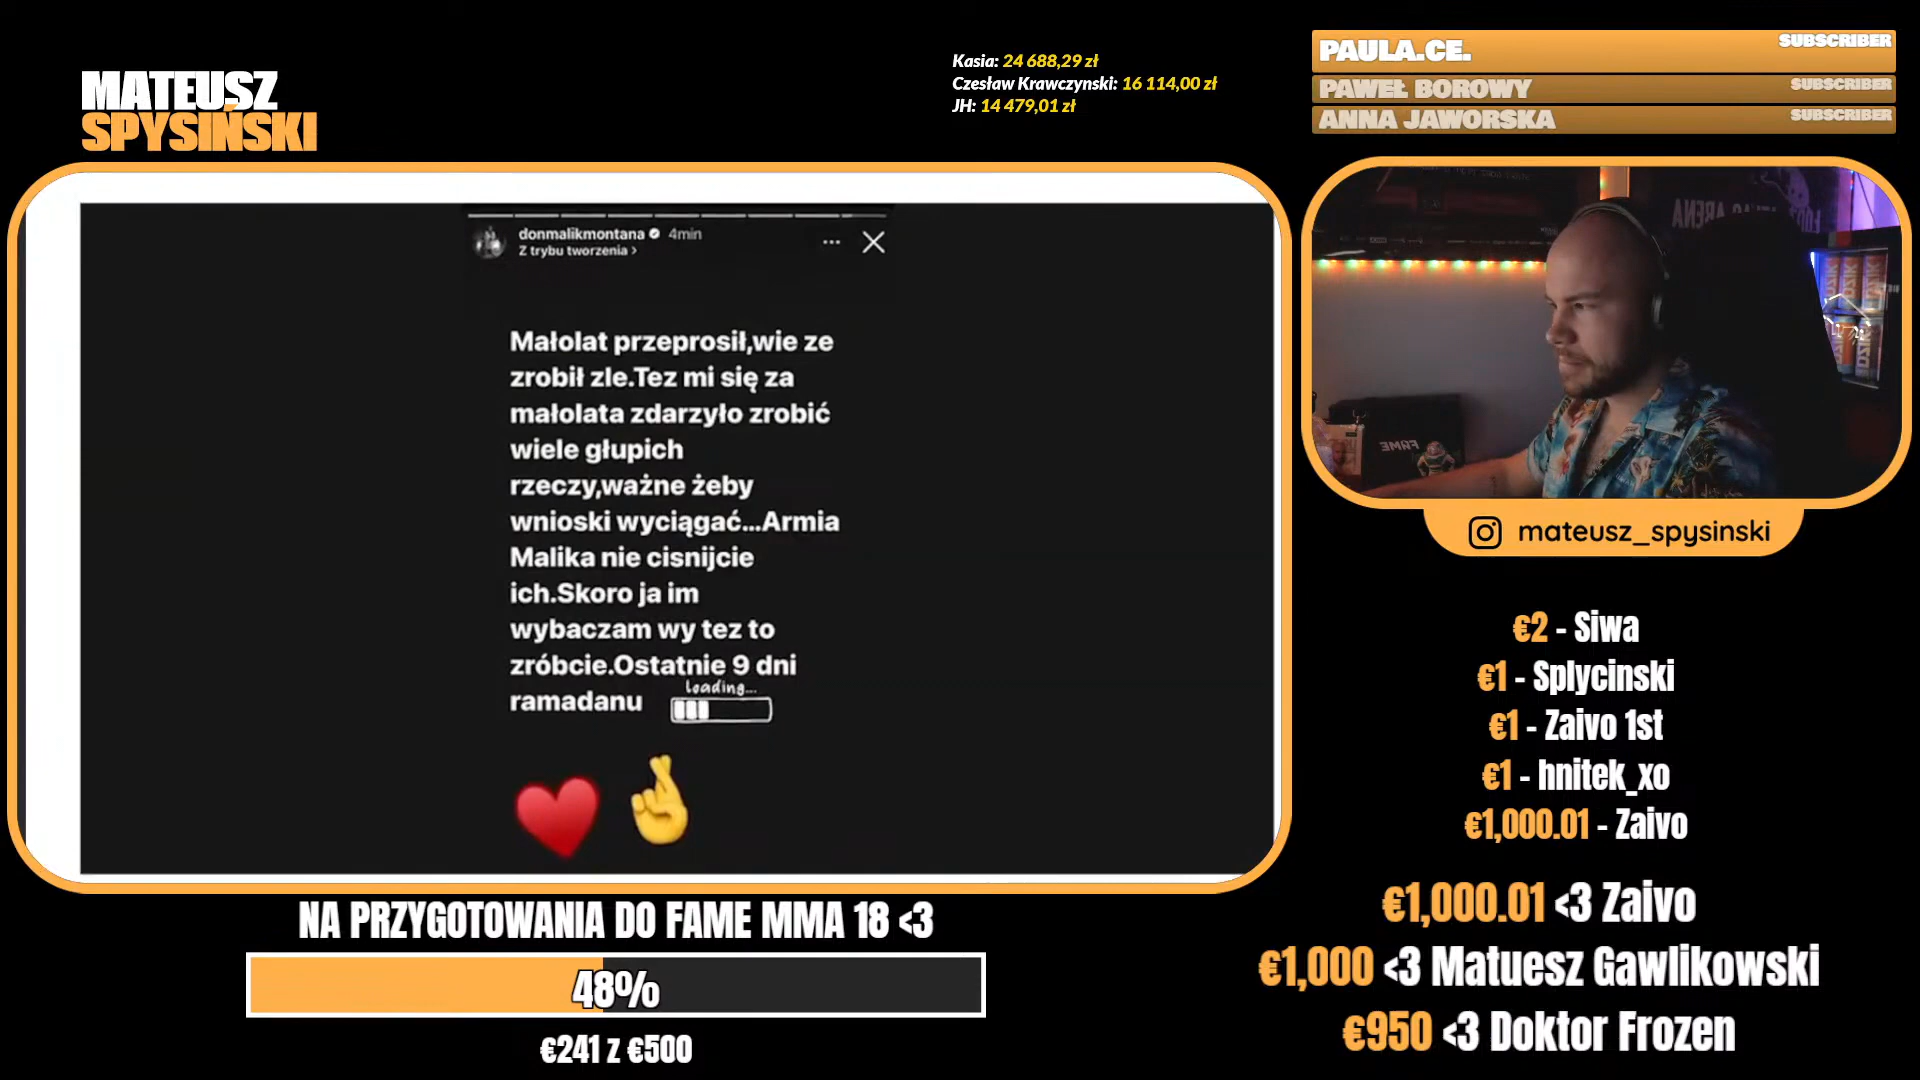 MATEUSZ
SPYSIŃSKI
Kasia: 24 688,29 zł
Czesław Krawczynski: 16 114,00 zł
JH: 14 479,01 zł
PAULA.CE. SUBSCRIBER
PAWEŁ BOROWY SUBSCRIBER
ANNA JAWORSKA SUBSCRIBER
donmalikmontana 4min
Z trybu tworzenia >
Małolat przeprosił,wie ze
zrobił zle.Tez mi się za
małolata zdarzyło zrobić
wiele głupich
rzeczy,ważne żeby
wnioski wyciągać...Armia
Malika nie cisnijcie
ich.Skoro ja im
wybaczam wy tez to
zróbcie.Ostatnie 9 dni
ramadanu
loading...
ARENA
DZIK
DZIK
DZIK
FAME
mateusz_spysinski
€2 - Siwa
€1 - Splycinski
€1 - Zaivo 1st
€1 - hnitek_xo
€1,000.01 - Zaivo
€1,000.01 <3 Zaivo
€1,000 <3 Matuesz Gawlikowski
€950 <3 Doktor Frozen
NA PRZYGOTOWANIA DO FAME MMA 18 <3
48%
€241 z €500